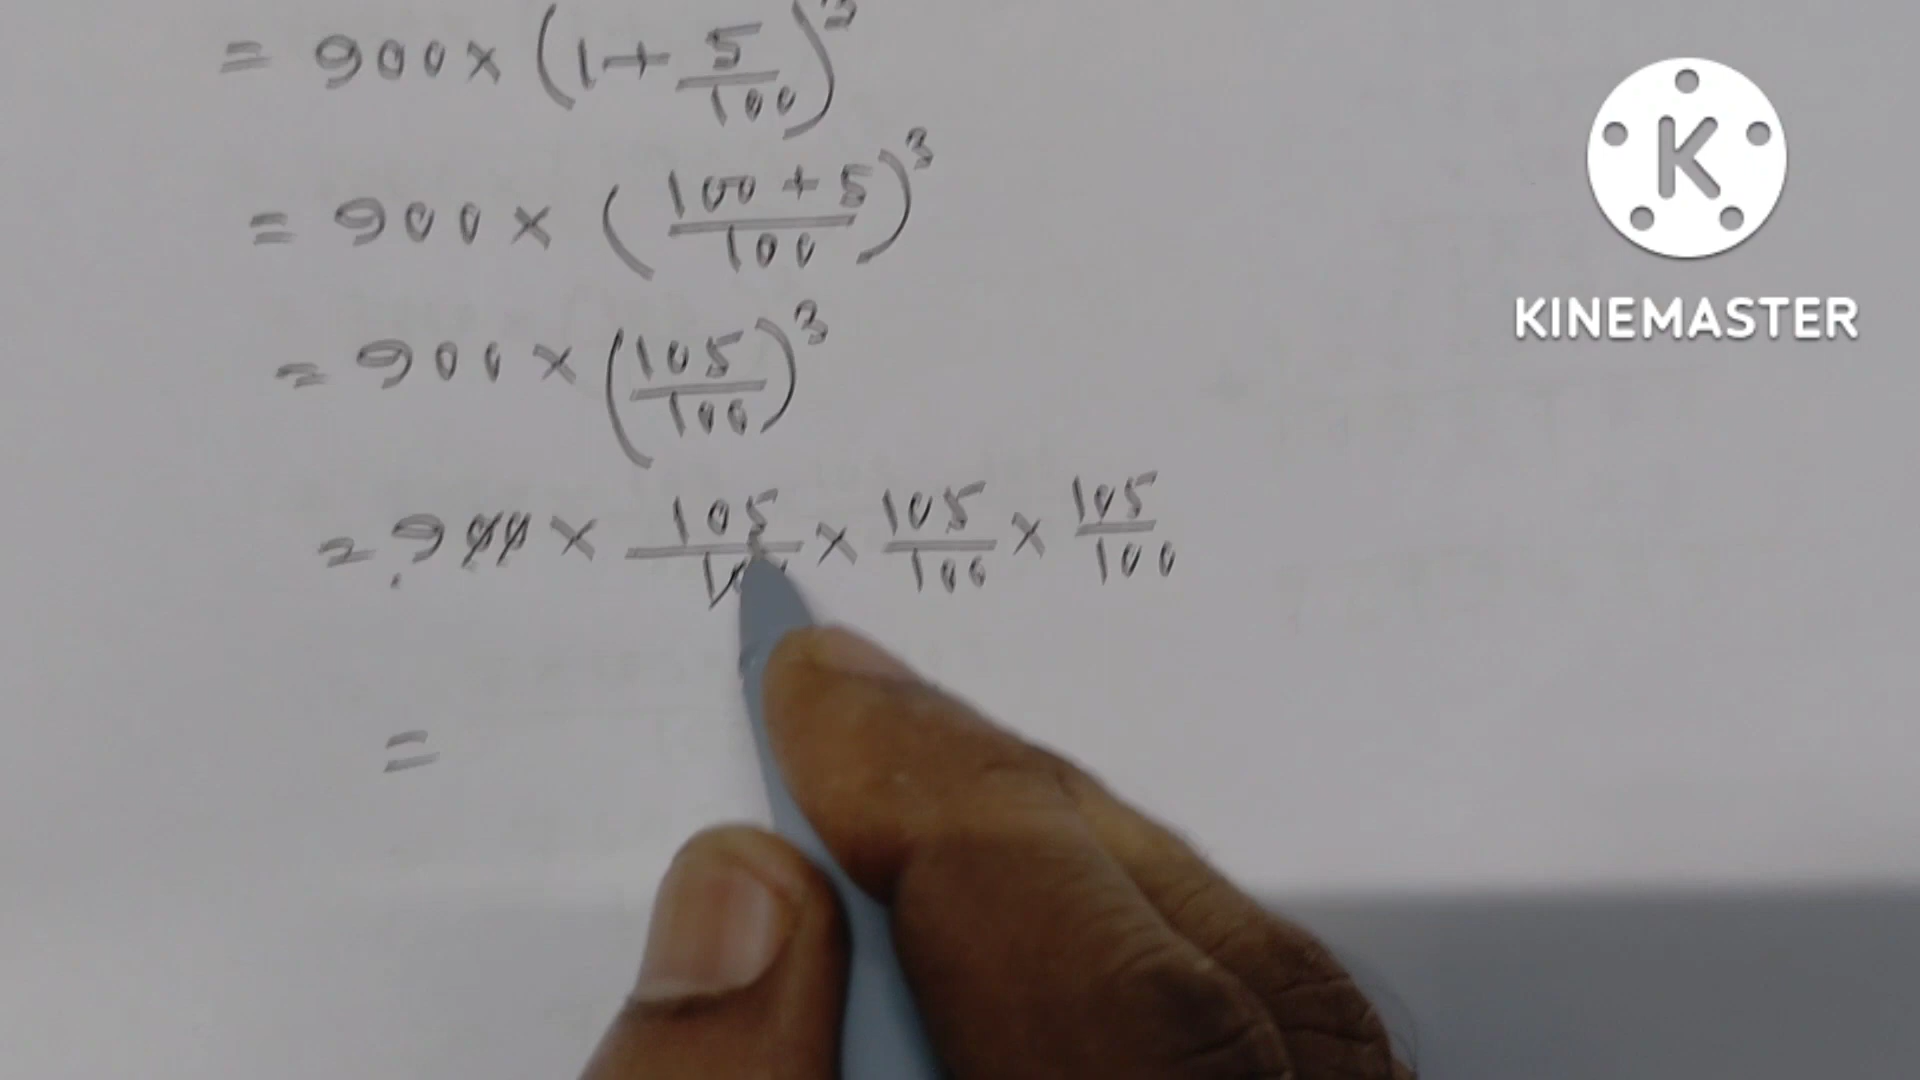 = 900 × (1 + 5/100)³
= 900 × (100 + 5/100)³
= 900 × (105/100)³
= 900 × 105/100 × 105/100 × 105/100
=
K
KINEMASTER